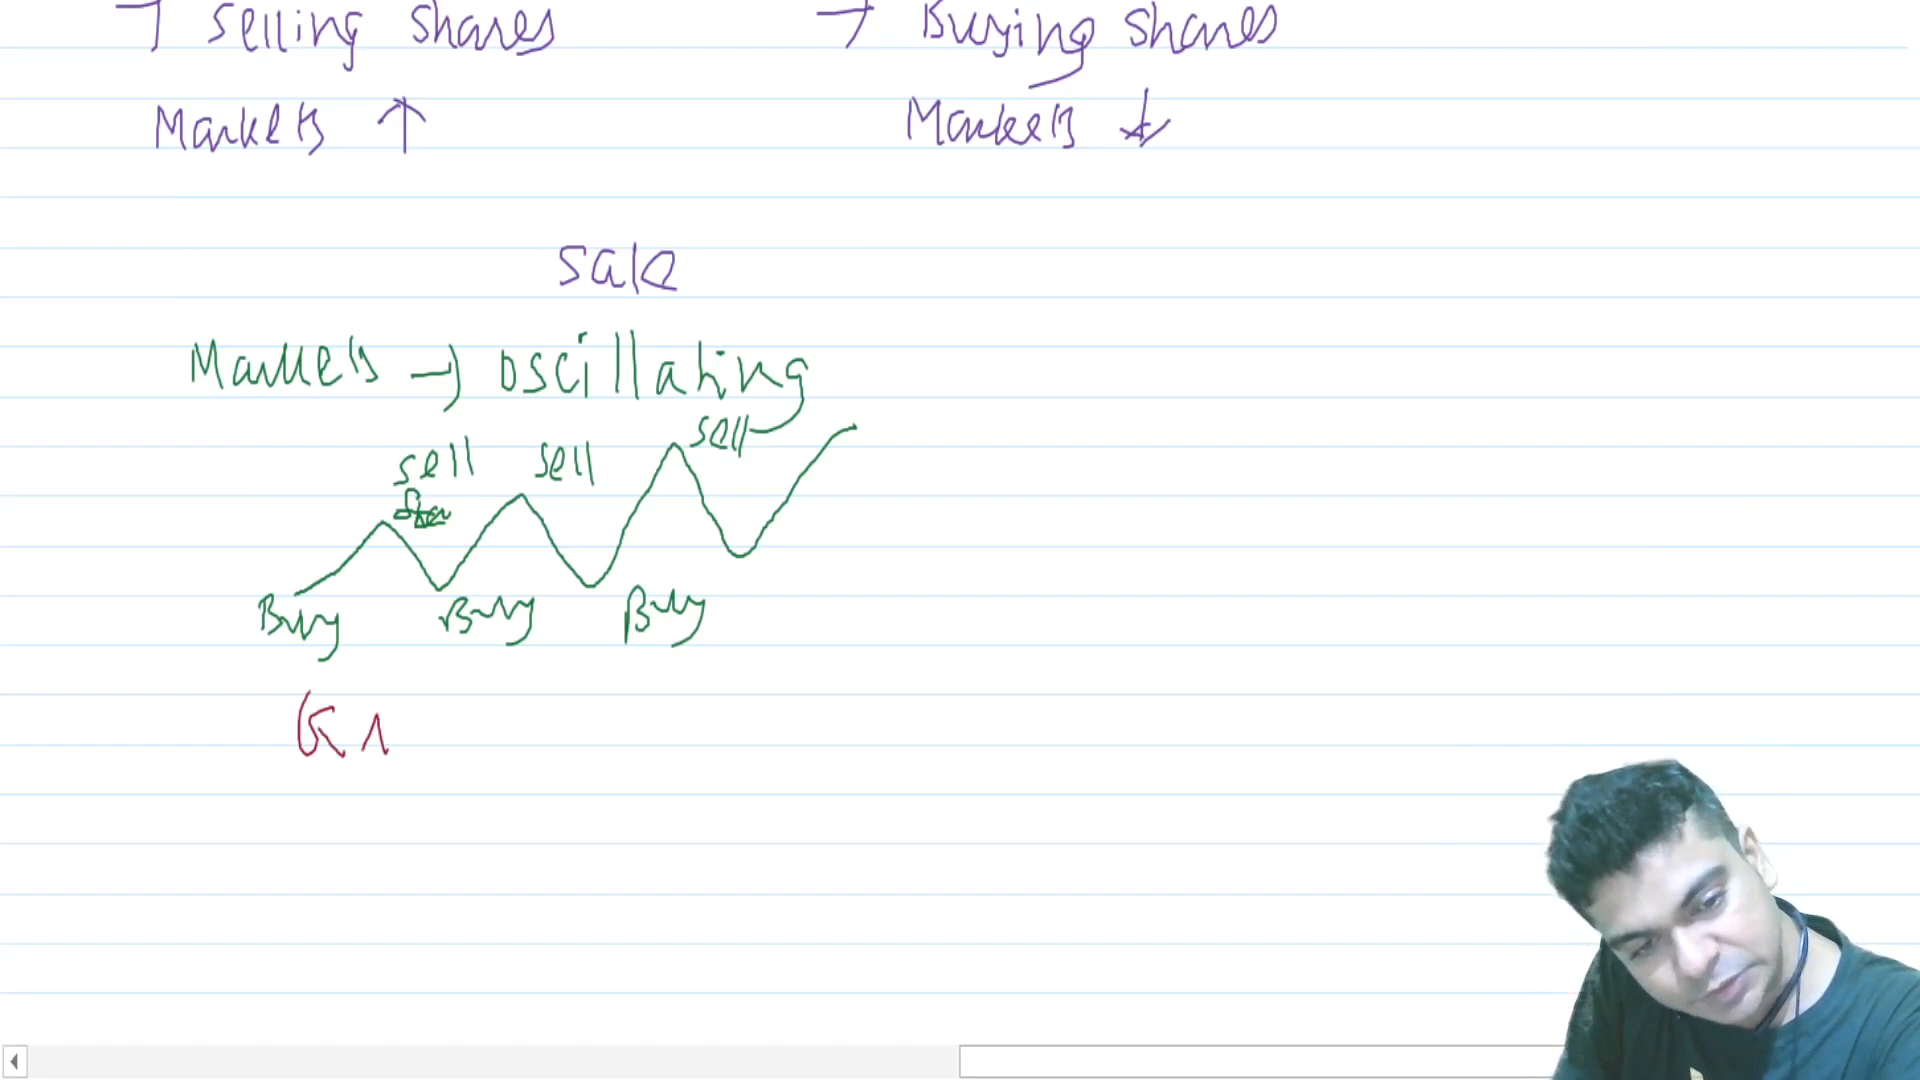 → Selling shares → Buying shares
Markets ↑ Markets ↓
sale
Markets → oscillating
sell
sell sell
Buy Buy Buy